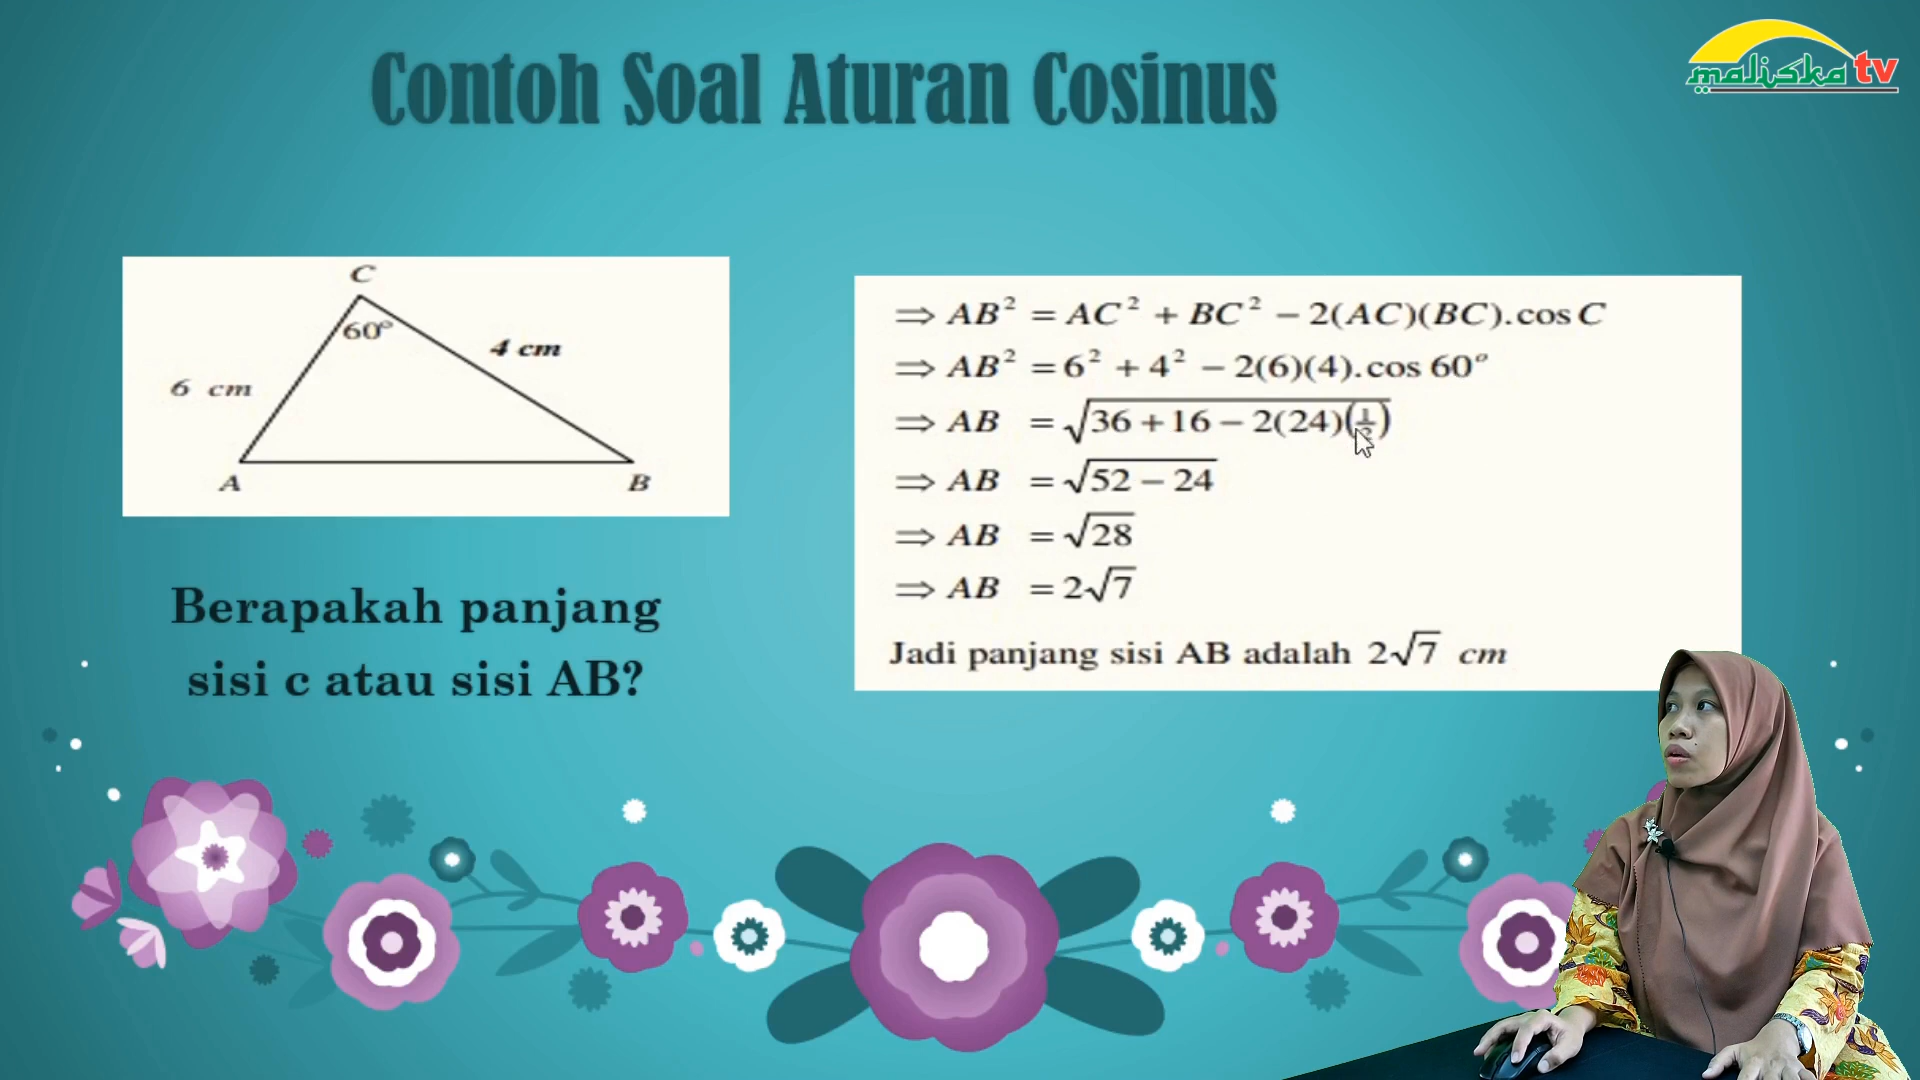 Contoh Soal Aturan Cosinus
maliska tv
C
60°
4 cm
6 cm
A
B
Berapakah panjang
sisi c atau sisi AB?
⇒ AB² = AC² + BC² − 2(AC)(BC).cos C
⇒ AB² = 6² + 4² − 2(6)(4).cos 60°
⇒ AB = √36 + 16 − 2(24)(1/2)
⇒ AB = √52 − 24
⇒ AB = √28
⇒ AB = 2√7
Jadi panjang sisi AB adalah 2√7 cm